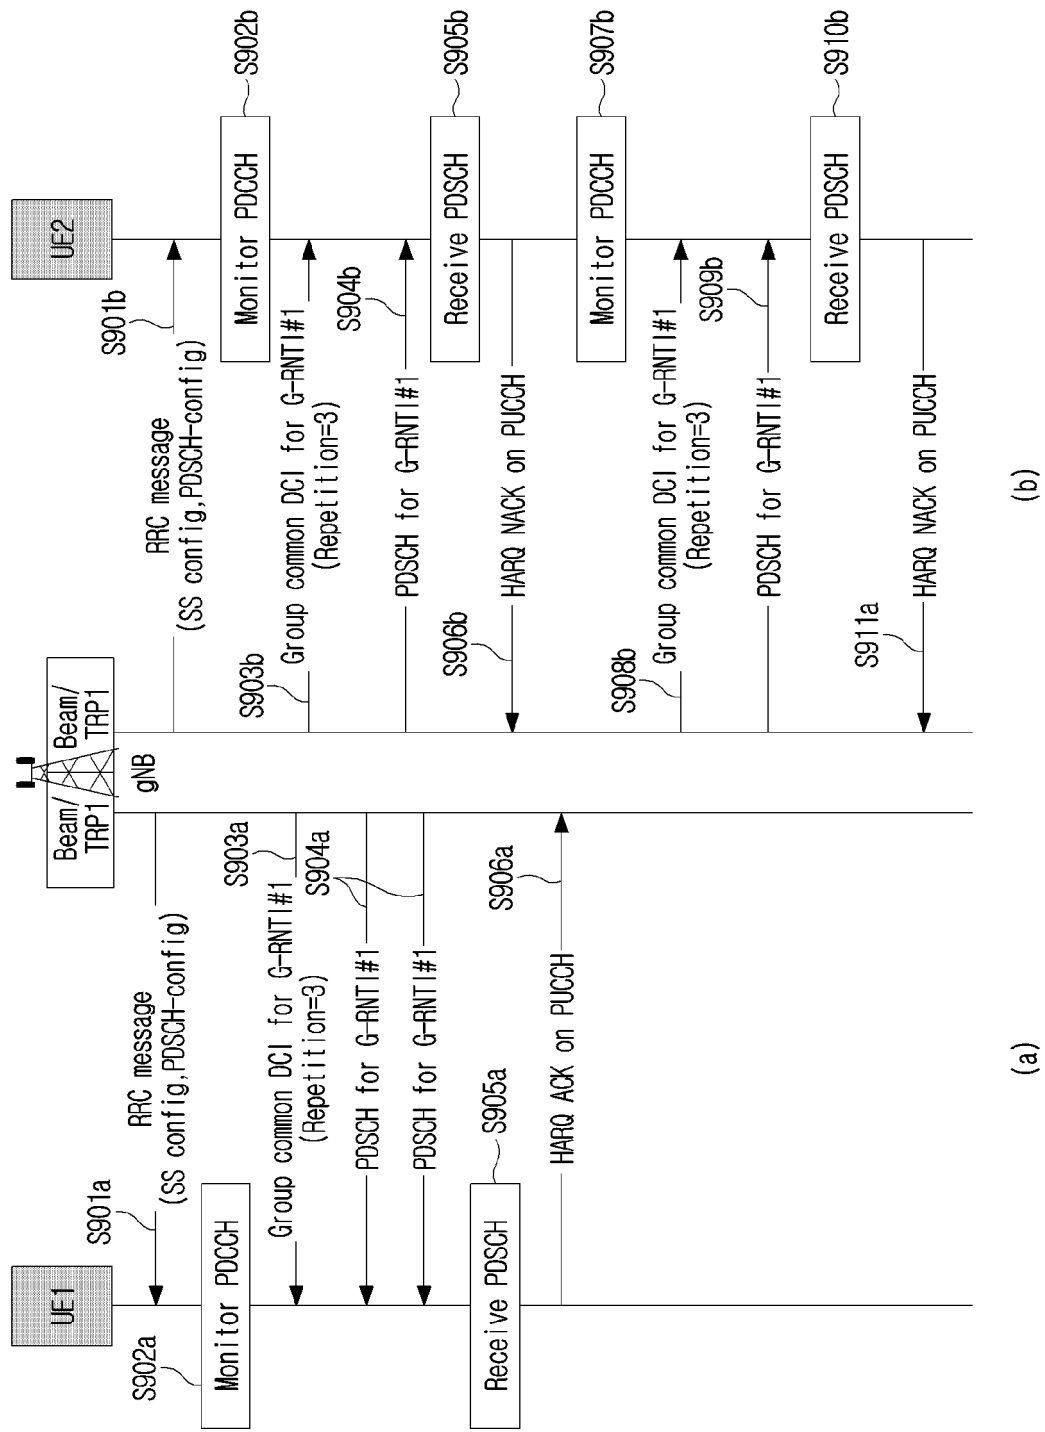 UE1
Beam/
TRP1
Beam/
TRP1
gNB
UE2
S901a
RRC message
(SS config,PDSCH-config)
S902a
Monitor PDCCH
S903a
Group common DCI for G-RNTI#1
(Repetition=3)
S904a
PDSCH for G-RNTI#1
PDSCH for G-RNTI#1
Receive PDSCH
S905a
HARQ ACK on PUCCH
S906a
(a)
S901b
RRC message
(SS config,PDSCH-config)
Monitor PDCCH
S902b
S903b
Group common DCI for G-RNTI#1
(Repetition=3)
S904b
PDSCH for G-RNTI#1
Receive PDSCH
S905b
S906b
HARQ NACK on PUCCH
Monitor PDCCH
S907b
S908b
Group common DCI for G-RNTI#1
(Repetition=3)
S909b
PDSCH for G-RNTI#1
Receive PDSCH
S910b
S911a
HARQ NACK on PUCCH
(b)